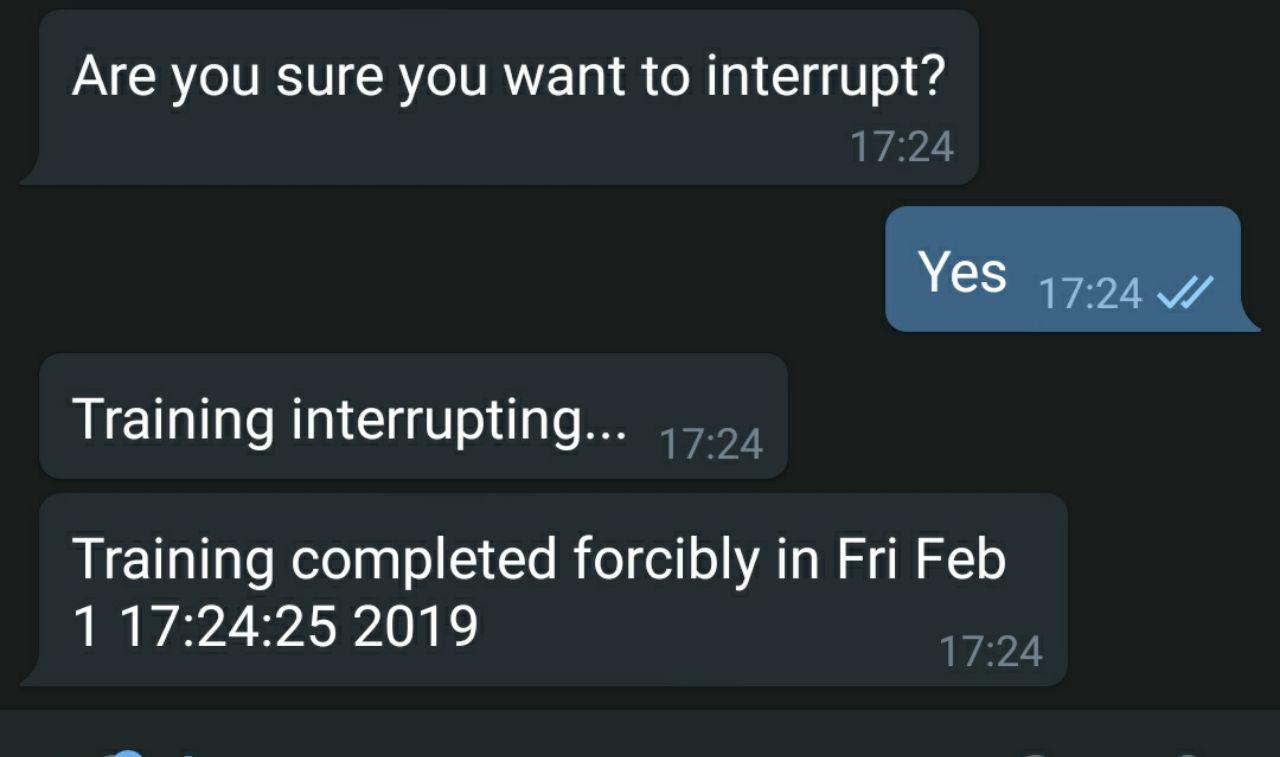 Are you sure you want to interrupt?
17:24
Yes 17:24
Training interrupting... 17:24
Training completed forcibly in Fri Feb
1 17:24:25 2019
17:24